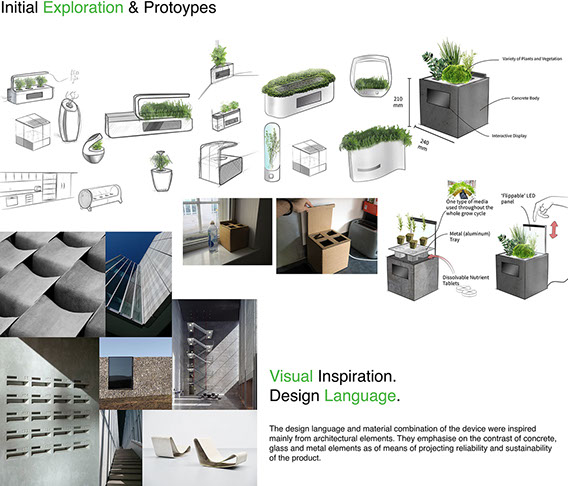 Initial Exploration & Protoypes
Variety of Plants and Vegetation
Concrete Body
Interactive Display
210
mm
240
mm
One type of media
used throughout the
whole grow cycle
Metal (aluminum)
Tray
Dissolvable Nutrient
Tablets
'Flippable' LED
panel
Visual Inspiration.
Design Language.
The design language and material combination of the device were inspired
mainly from architectural elements. They emphasise on the contrast of concrete,
glass and metal elements as of means of projecting reliability and sustainability
of the product.